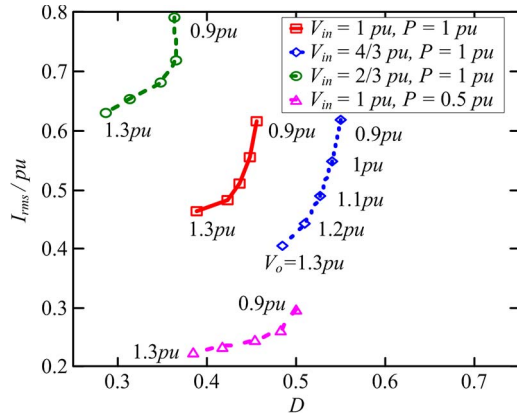 0.8
0.7
0.6
0.5
0.4
0.3
0.2
I_rms / pu
0.3
0.4
0.5
0.6
0.7
D
V_in = 1 pu, P = 1 pu
V_in = 4/3 pu, P = 1 pu
V_in = 2/3 pu, P = 1 pu
V_in = 1 pu, P = 0.5 pu
0.9pu
1.3pu
0.9pu
1.3pu
0.9pu
1pu
1.1pu
1.2pu
V_o=1.3pu
0.9pu
1.3pu